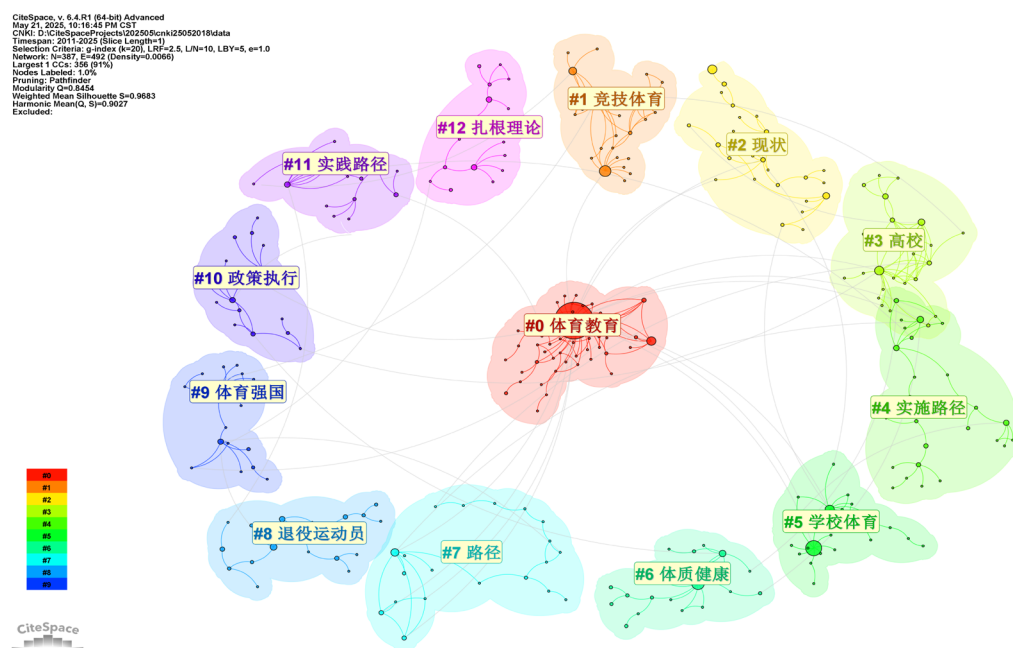 CiteSpace, v. 6.4.R1 (64-bit) Advanced
May 21, 2025, 10:16:45 PM CST
CNKI: D:\CiteSpaceProjects\202505\cnki25052018\data
Timespan: 2011-2025 (Slice Length=1)
Selection Criteria: g-index (k=20), LRF=2.5, L/N=10, LBY=5, e=1.0
Network: N=387, E=492 (Density=0.0066)
Largest 1 CCs: 356 (91%)
Nodes Labeled: 1.0%
Pruning: Pathfinder
Modularity Q=0.8454
Weighted Mean Silhouette S=0.9683
Harmonic Mean(Q, S)=0.9027
Excluded:
#1 竞技体育
#12 扎根理论
#2 现状
#11 实践路径
#3 高校
#10 政策执行
#0 体育教育
#9 体育强国
#4 实施路径
#5 学校体育
#8 退役运动员
#7 路径
#6 体质健康
#0
#1
#2
#3
#4
#5
#6
#7
#8
#9
CiteSpace